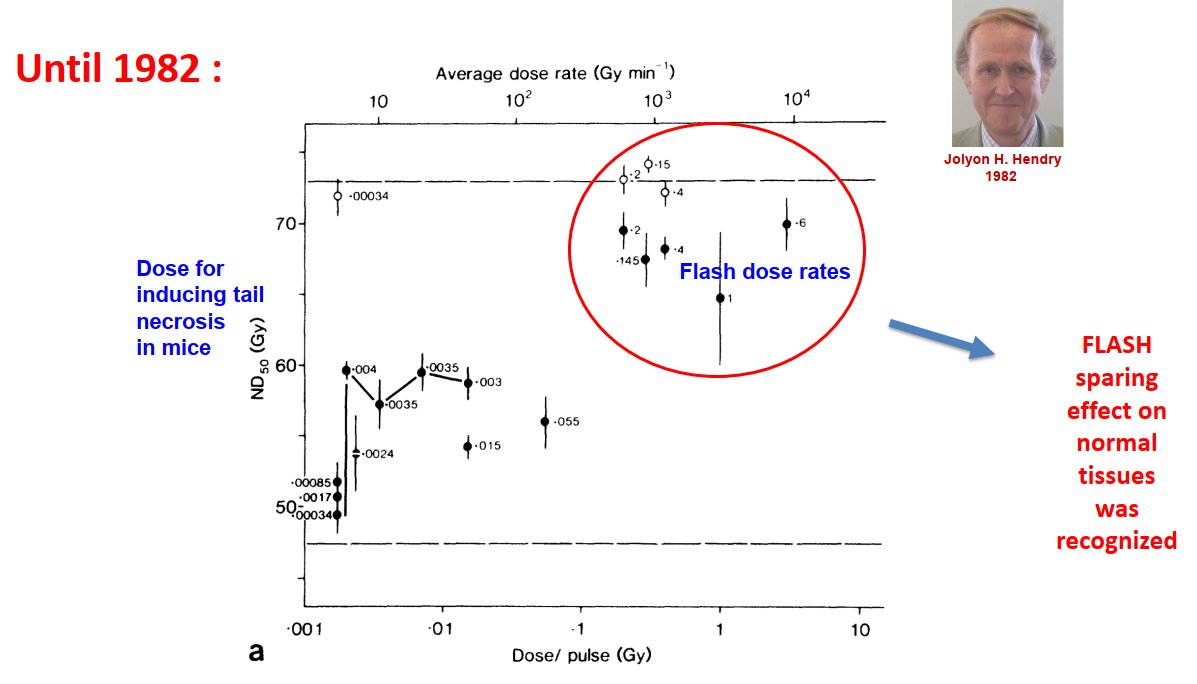 Until 1982 :
Average dose rate (Gy min⁻¹)
10
10²
10³
10⁴
Jolyon H. Hendry
1982
·15
·2
·4
·00034
70
·2
·6
·4
·145
Flash dose rates
Dose for
inducing tail
necrosis
in mice
1
ND₅₀ (Gy)
FLASH
sparing
effect on
normal
tissues
was
recognized
60
·004
·0035
·003
·0035
·055
·015
·0024
·00085
·0017
50
·00034
·001
·01
·1
1
10
a
Dose/ pulse (Gy)